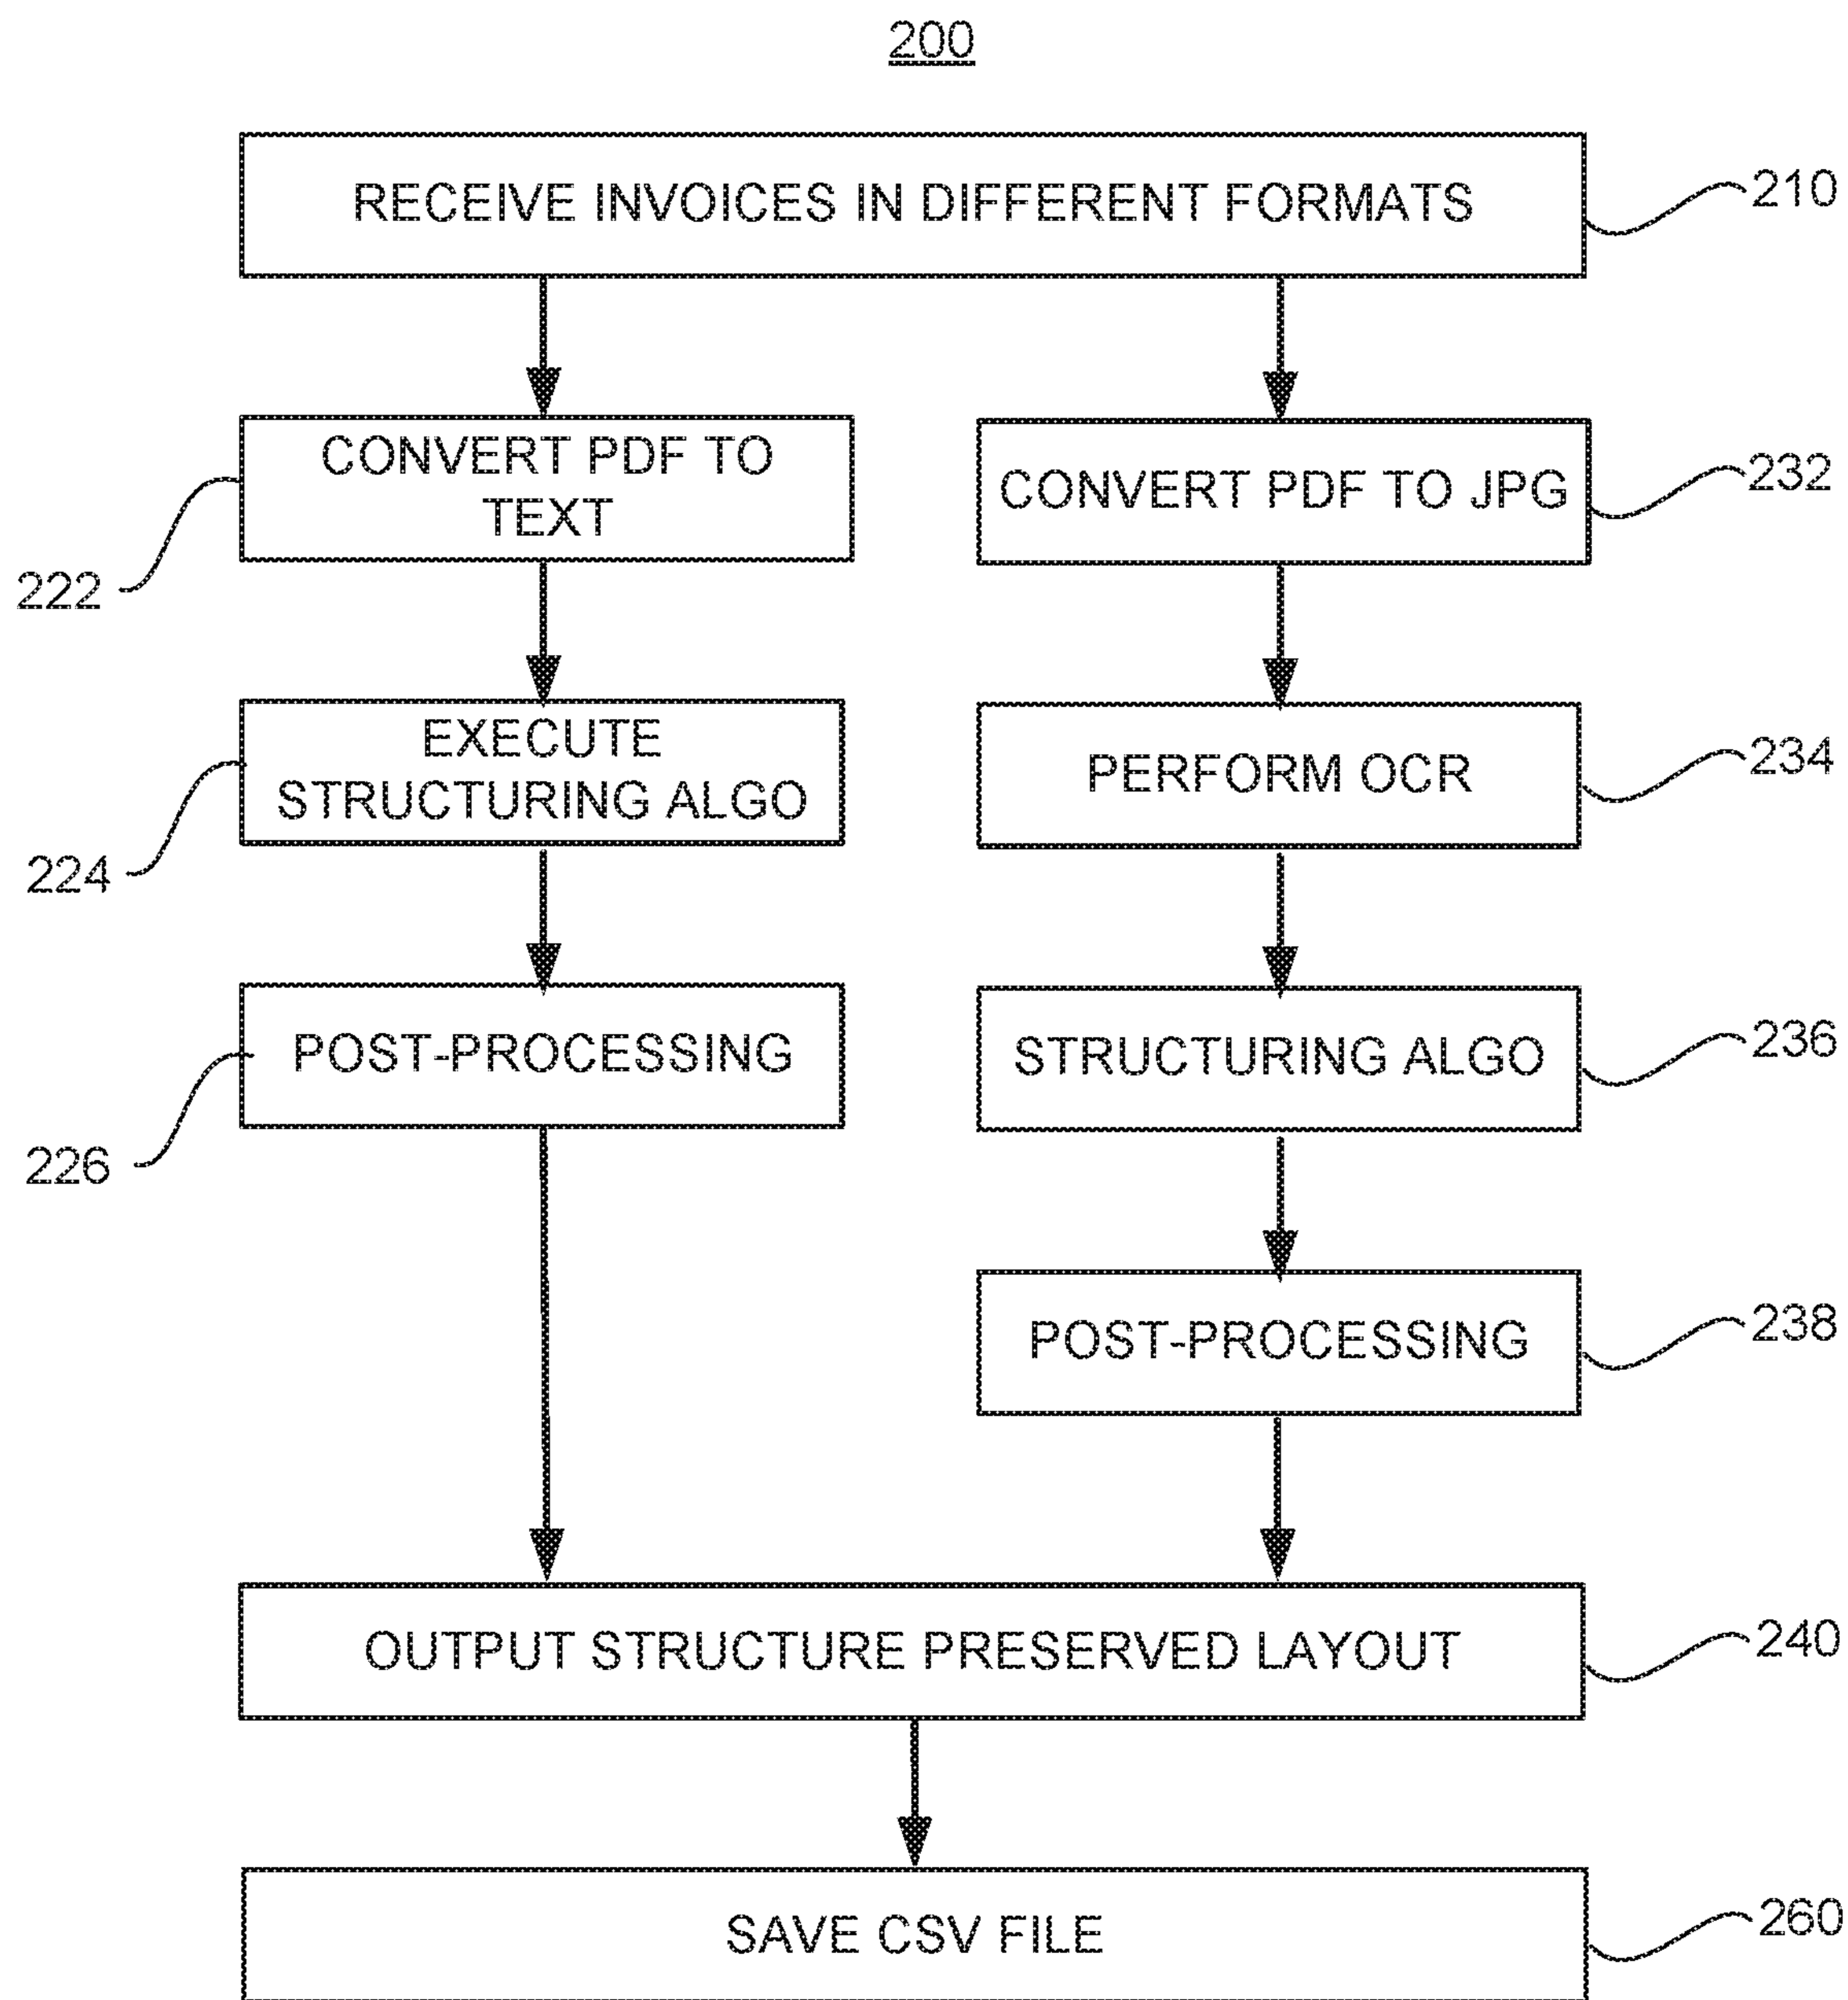 200
RECEIVE INVOICES IN DIFFERENT FORMATS
210
CONVERT PDF TO
TEXT
222
CONVERT PDF TO JPG
232
EXECUTE
STRUCTURING ALGO
224
PERFORM OCR
234
POST-PROCESSING
226
STRUCTURING ALGO
236
POST-PROCESSING
238
OUTPUT STRUCTURE PRESERVED LAYOUT
240
SAVE CSV FILE
260